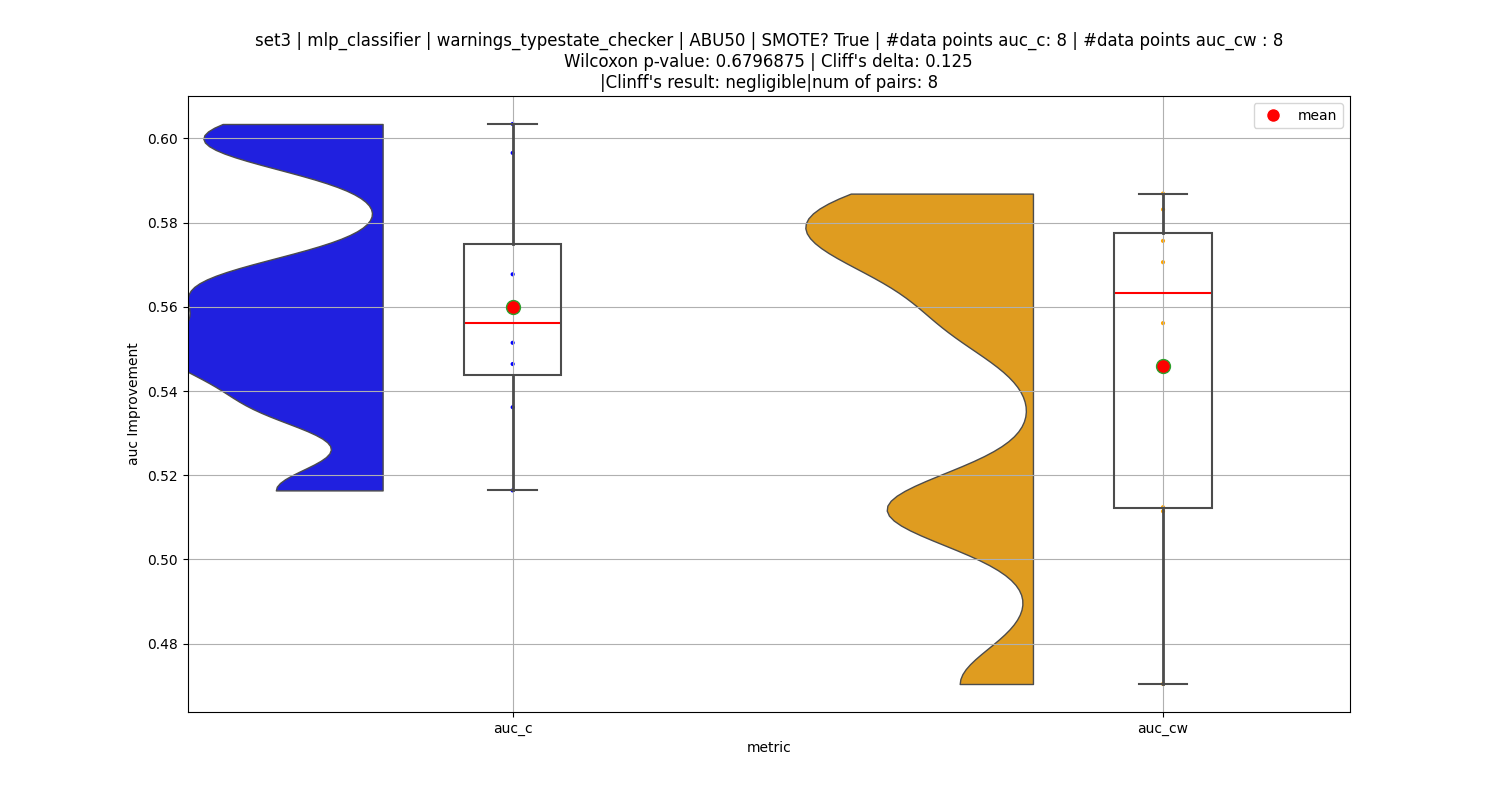 set3 | mlp_classifier | warnings_typestate_checker | ABU50 | SMOTE? True | #data points auc_c: 8 | #data points auc_cw : 8
Wilcoxon p-value: 0.6796875 | Cliff's delta: 0.125
|Clinff's result: negligible|num of pairs: 8
mean
0.60
0.58
0.56
0.54
0.52
0.50
0.48
auc Improvement
auc_c
auc_cw
metric